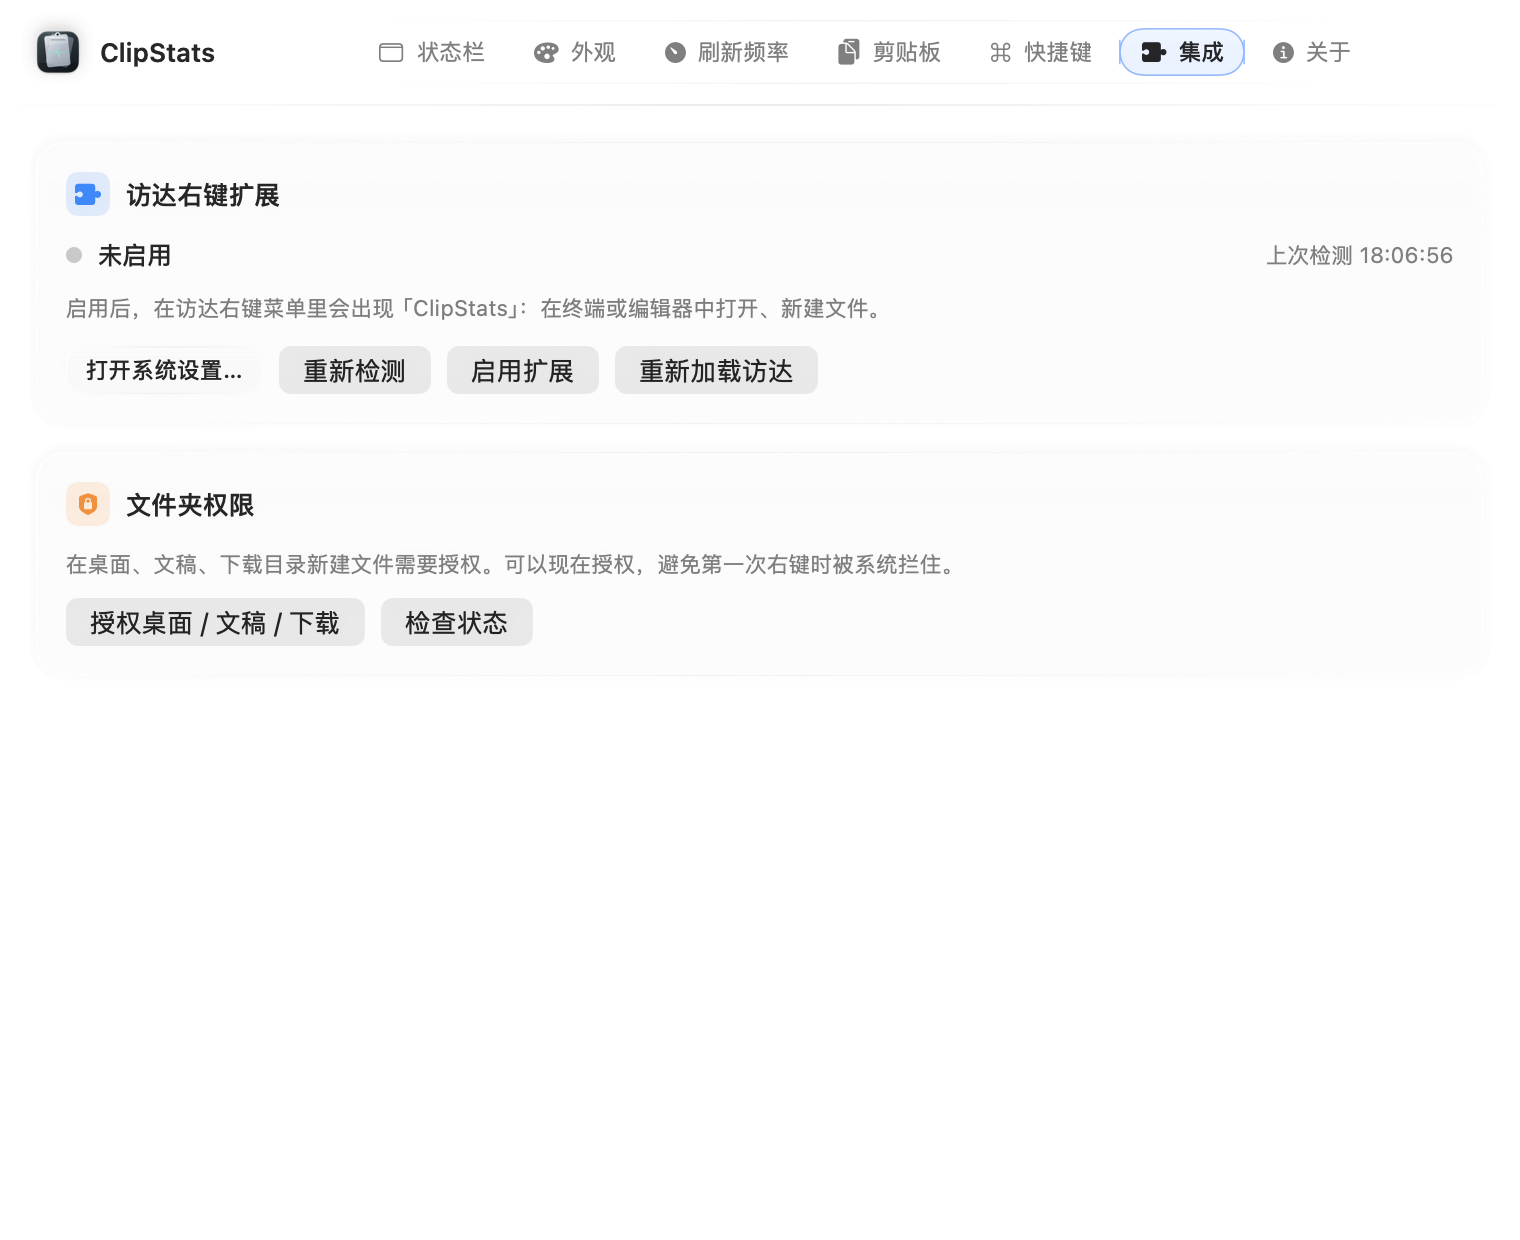 ClipStats
状态栏
外观
刷新频率
剪贴板
快捷键
集成
关于
访达右键扩展
未启用
上次检测 18:06:56
启用后，在访达右键菜单里会出现「ClipStats」：在终端或编辑器中打开、新建文件。
打开系统设置...
重新检测
启用扩展
重新加载访达
文件夹权限
在桌面、文稿、下载目录新建文件需要授权。可以现在授权，避免第一次右键时被系统拦住。
授权桌面 / 文稿 / 下载
检查状态